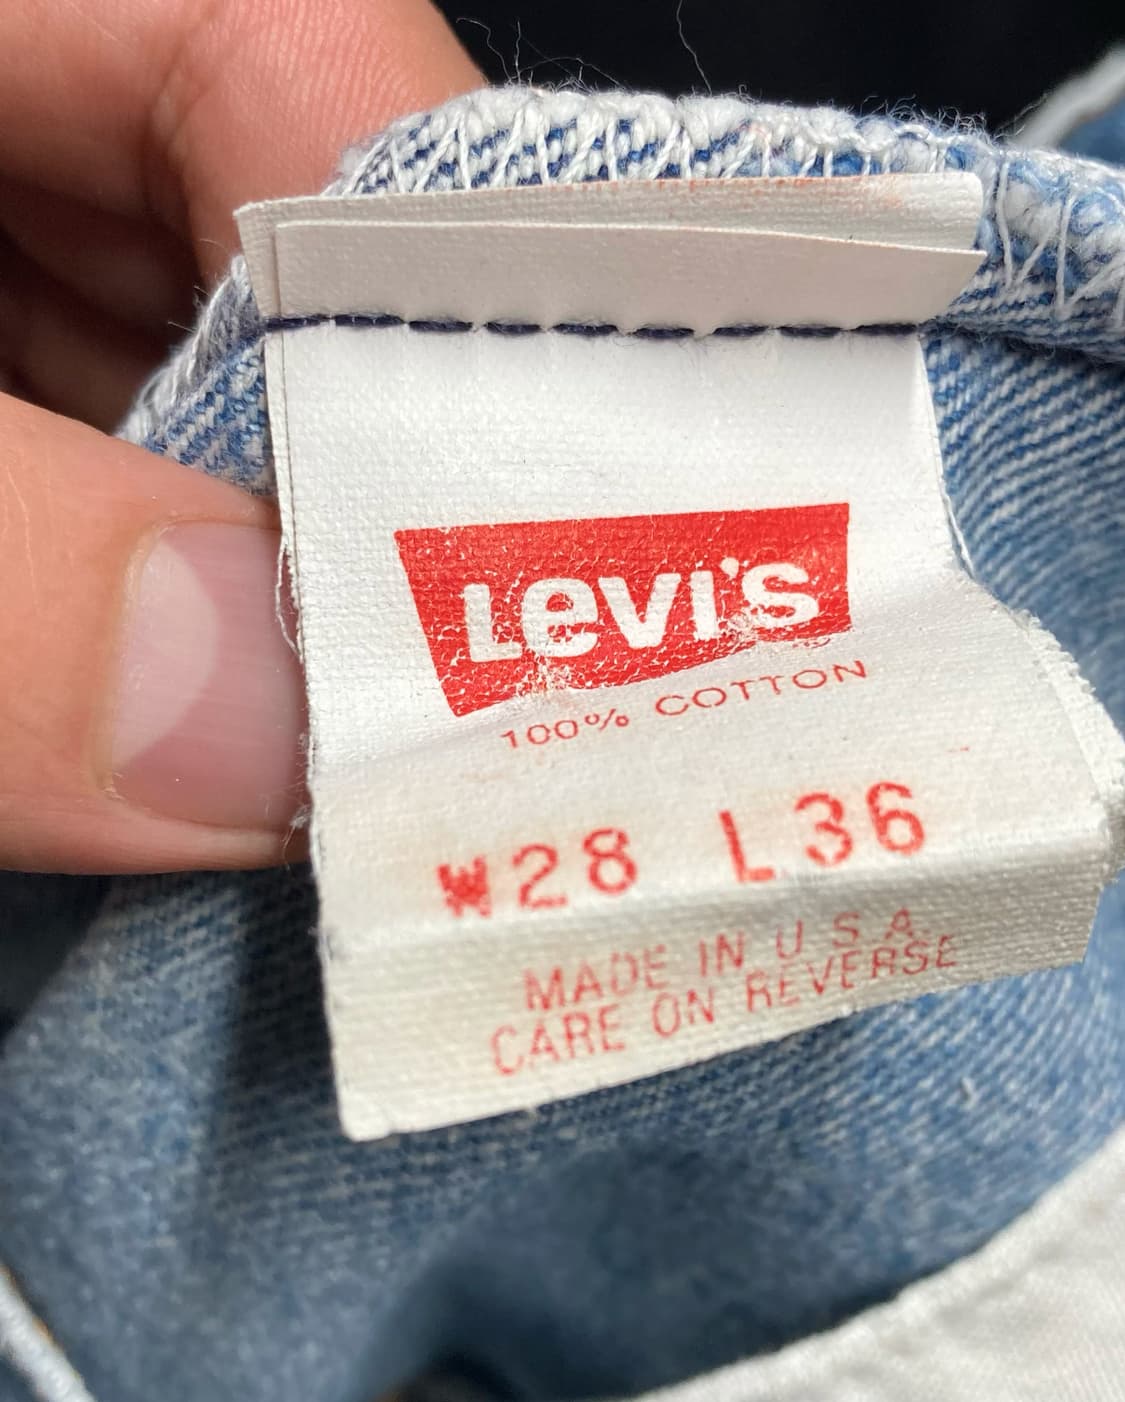 Levi's
100% COTTON
W28 L36
MADE IN U.S.A.
CARE ON REVERSE